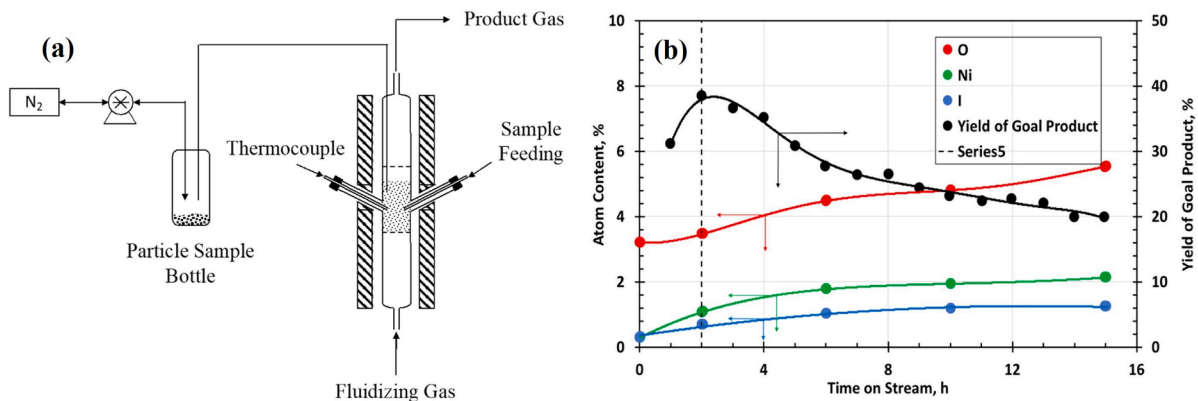 (a)
Product Gas
N2
Thermocouple
Sample
Feeding
Particle Sample
Bottle
Fluidizing Gas
(b)
Atom Content, %
10
8
6
4
2
0
50
40
30
20
10
0
Yield of Goal Product, %
O
Ni
I
Yield of Goal Product
Series5
0 4 8 12 16
Time on Stream, h